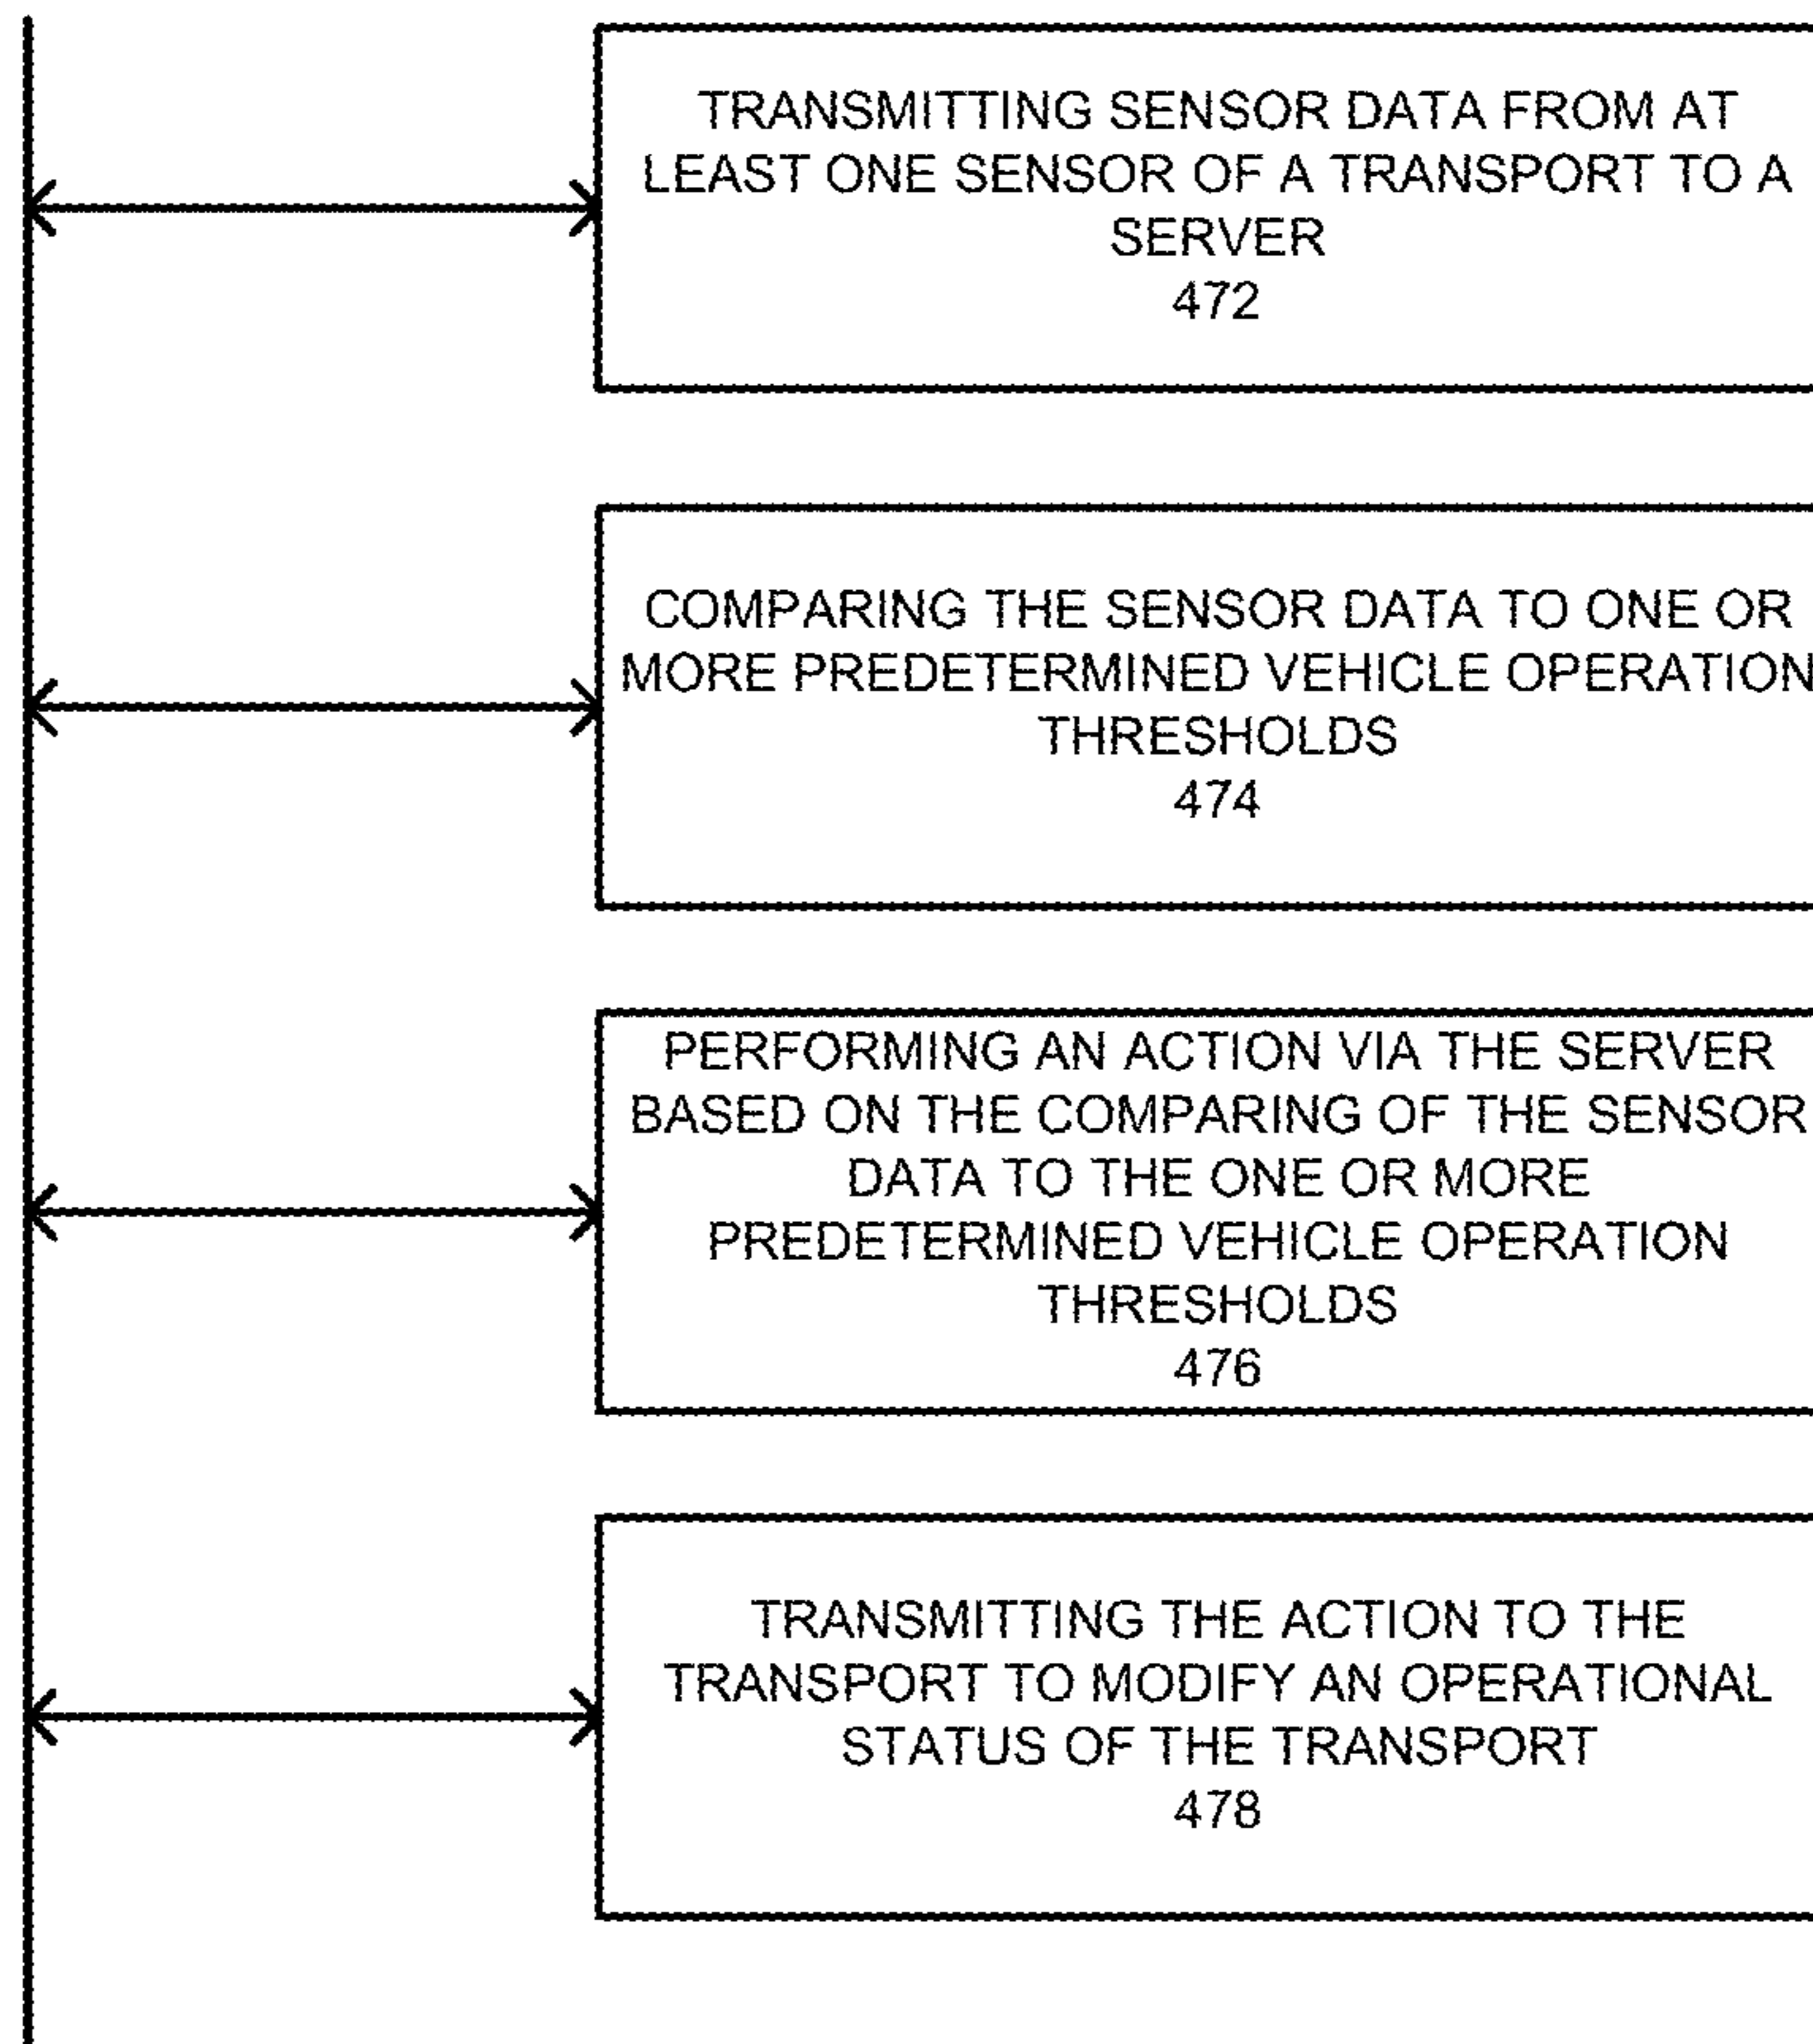 TRANSMITTING SENSOR DATA FROM AT
LEAST ONE SENSOR OF A TRANSPORT TO A
SERVER
472
COMPARING THE SENSOR DATA TO ONE OR
MORE PREDETERMINED VEHICLE OPERATION
THRESHOLDS
474
PERFORMING AN ACTION VIA THE SERVER
BASED ON THE COMPARING OF THE SENSOR
DATA TO THE ONE OR MORE
PREDETERMINED VEHICLE OPERATION
THRESHOLDS
476
TRANSMITTING THE ACTION TO THE
TRANSPORT TO MODIFY AN OPERATIONAL
STATUS OF THE TRANSPORT
478